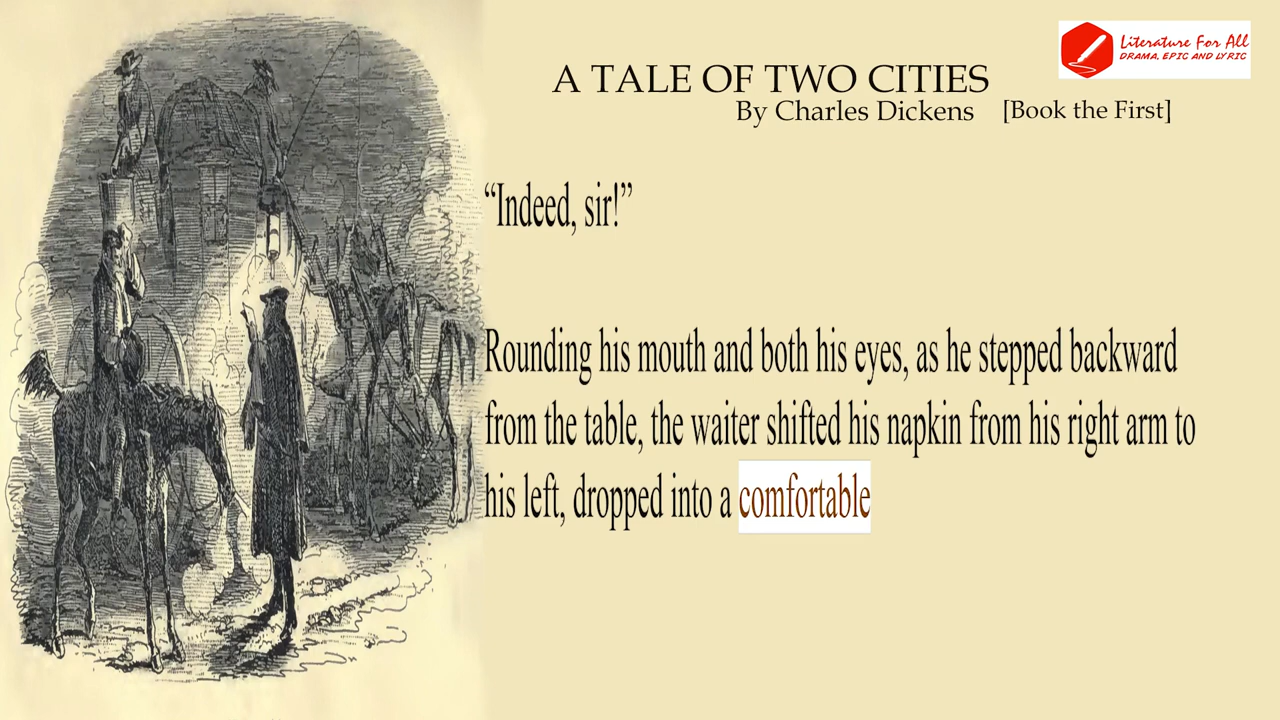 Literature For All
DRAMA, EPIC AND LYRIC
A TALE OF TWO CITIES
By Charles Dickens [Book the First]
“Indeed, sir!”
Rounding his mouth and both his eyes, as he stepped backward
from the table, the waiter shifted his napkin from his right arm to
his left, dropped into a comfortable